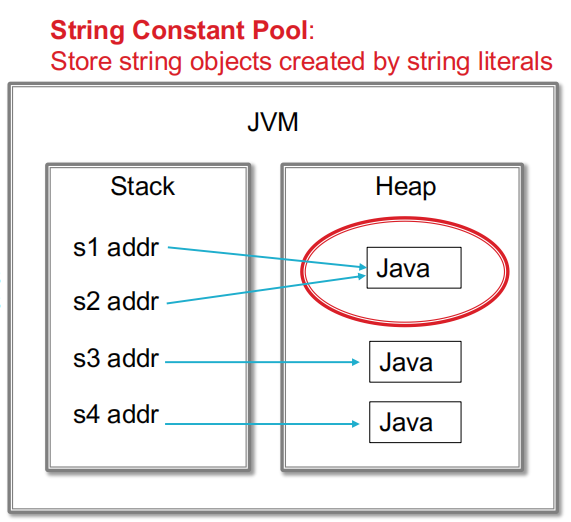 String Constant Pool:
Store string objects created by string literals
JVM
Stack
Heap
s1 addr
Java
s2 addr
s3 addr
Java
s4 addr
Java